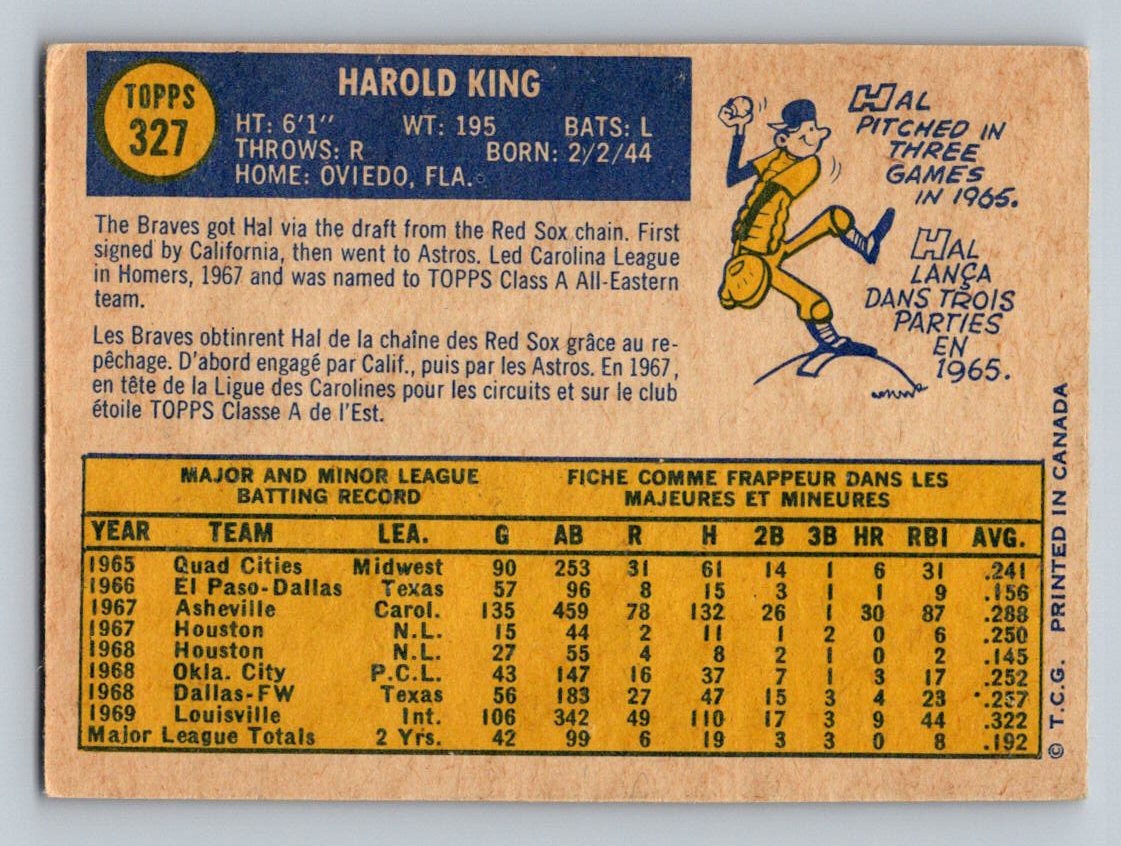 TOPPS
327
HAROLD KING
HT: 6'1" WT: 195 BATS: L
THROWS: R BORN: 2/2/44
HOME: OVIEDO, FLA.
The Braves got Hal via the draft from the Red Sox chain. First
signed by California, then went to Astros. Led Carolina League
in Homers, 1967 and was named to TOPPS Class A All-Eastern
team.
Les Braves obtinrent Hal de la chaîne des Red Sox grâce au re-
pêchage. D'abord engagé par Calif., puis par les Astros. En 1967,
en tête de la Ligue des Carolines pour les circuits et sur le club
étoile TOPPS Classe A de l'Est.
HAL
PITCHED IN
THREE
GAMES
IN 1965.
HAL
LANÇA
DANS TROIS
PARTIES
EN
1965.
MAJOR AND MINOR LEAGUE
BATTING RECORD
FICHE COMME FRAPPEUR DANS LES
MAJEURES ET MINEURES
YEAR TEAM LEA. G AB R H 2B 3B HR RBI AVG.
1965 Quad Cities Midwest 90 253 31 61 14 1 6 31 .241
1966 El Paso-Dallas Texas 57 96 8 15 3 1 1 9 .156
1967 Asheville Carol. 135 459 78 132 26 1 30 87 .288
1967 Houston N.L. 15 44 2 11 1 2 0 6 .250
1968 Houston N.L. 27 55 4 8 2 1 0 2 .145
1968 Okla. City P.C.L. 43 147 16 37 7 1 3 17 .252
1968 Dallas-FW Texas 56 183 27 47 15 3 4 23 .257
1969 Louisville Int. 106 342 49 110 17 3 9 44 .322
Major League Totals 2 Yrs. 42 99 6 19 3 3 0 8 .192
© T.C.G. PRINTED IN CANADA